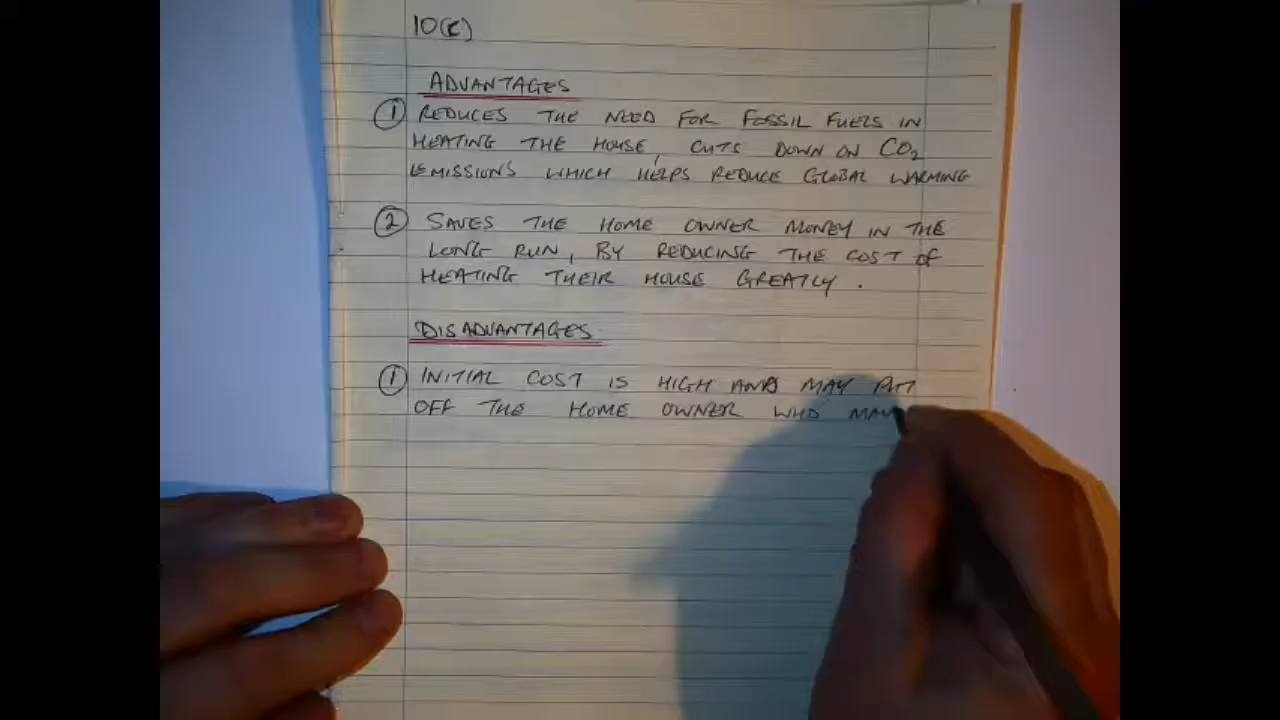 10(c)
ADVANTAGES
① REDUCES THE NEED FOR FOSSIL FUELS IN
HEATING THE HOUSE, CUTS DOWN ON CO₂
EMISSIONS WHICH HELPS REDUCE GLOBAL WARMING
② SAVES THE HOME OWNER MONEY IN THE
LONG RUN, BY REDUCING THE COST OF
HEATING THEIR HOUSE GREATLY.
DISADVANTAGES
① INITIAL COST IS HIGH AND MAY PUT
OFF THE HOME OWNER WHO MAY